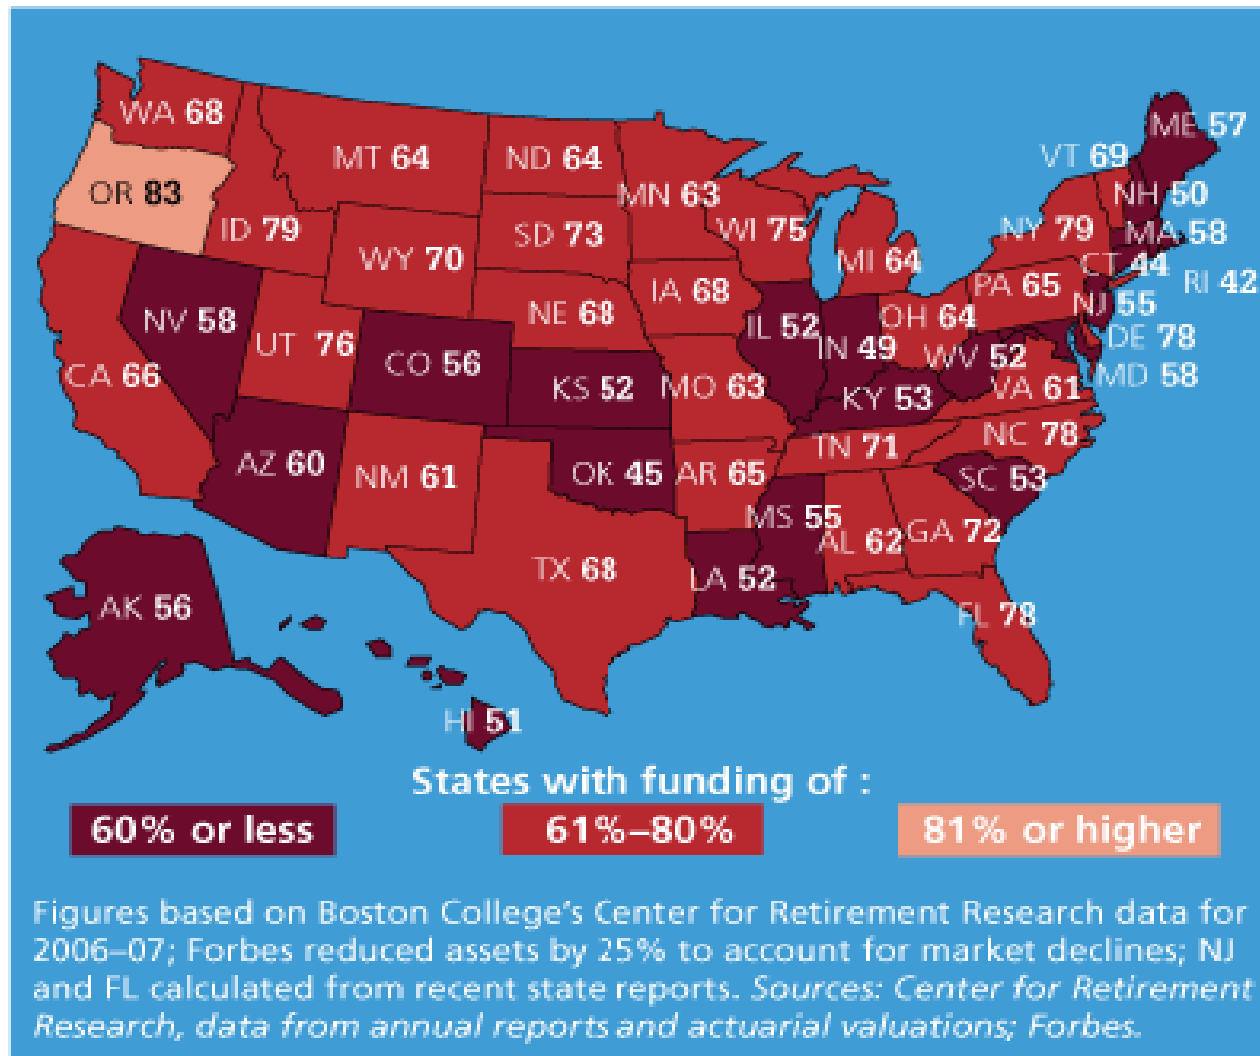 WA 68
MT 64
ND 64
MN 63
ME 57
VT 69
NH 50
OR 83
ID 79
SD 73
WI 75
NY 79
MA 58
WY 70
MI 64
CT 44
RI 42
PA 65
NJ 55
NV 58
NE 68
IA 68
IL 52
IN 49
OH 64
DE 78
UT 76
CO 56
WV 52
MD 58
CA 66
KS 52
MO 63
KY 53
VA 61
NC 78
TN 71
AZ 60
NM 61
OK 45
AR 65
SC 53
MS 55
AL 62
GA 72
TX 68
LA 52
AK 56
FL 78
HI 51
States with funding of :
60% or less
61%–80%
81% or higher
Figures based on Boston College's Center for Retirement Research data for
2006–07; Forbes reduced assets by 25% to account for market declines; NJ
and FL calculated from recent state reports. Sources: Center for Retirement
Research, data from annual reports and actuarial valuations; Forbes.